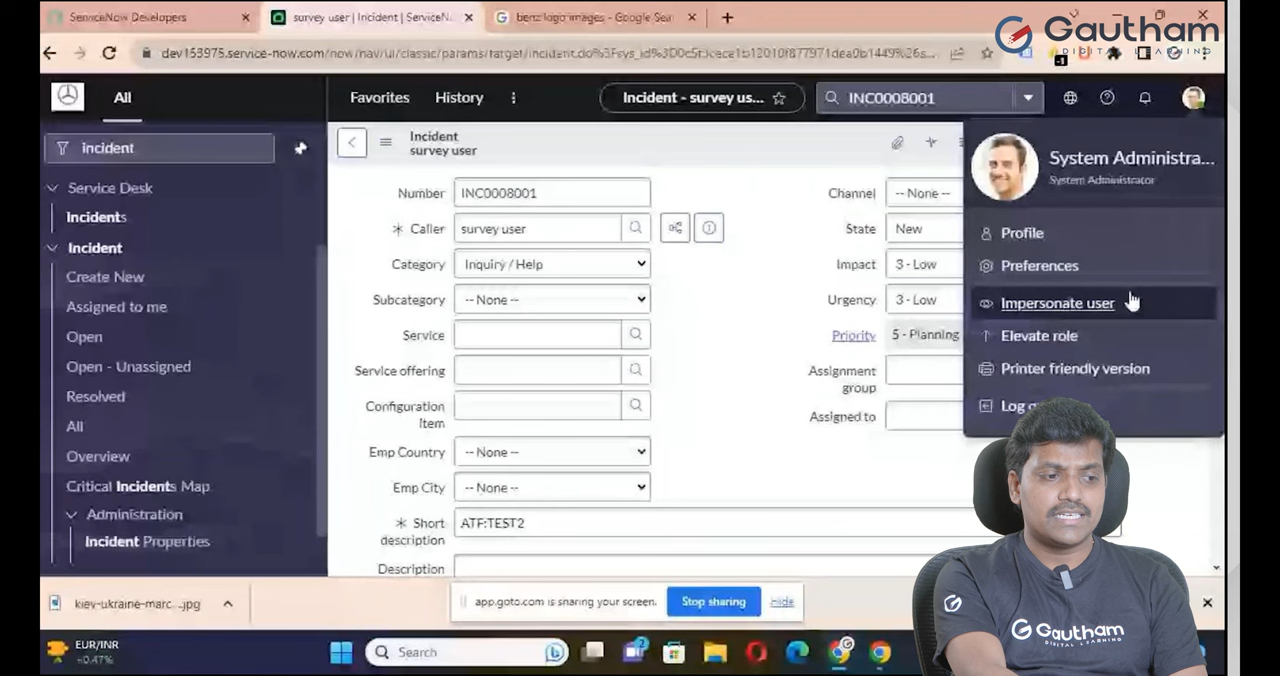 ServiceNow Developers
survey user | Incident | ServiceN
benz logo images - Google Sear
Gautham
DIGITAL LEARNING
All
Favorites
History
Incident - survey us...
INC0008001
incident
Service Desk
Incidents
Incident
Create New
Assigned to me
Open
Open - Unassigned
Resolved
All
Overview
Critical Incidents Map
Administration
Incident Properties
Incident
survey user
Number
INC0008001
Caller
survey user
Category
Inquiry / Help
Subcategory
-- None --
Service
Service offering
Configuration
item
Emp Country
-- None --
Emp City
-- None --
Short
description
ATF:TEST2
Description
Channel
-- None --
State
New
Impact
3 - Low
Urgency
3 - Low
Priority
5 - Planning
Assignment
group
Assigned to
System Administra...
System Administrator
Profile
Preferences
Impersonate user
Elevate role
Printer friendly version
Log
kiev-ukraine-marc...jpg
app.goto.com is sharing your screen.
Stop sharing
Hide
EUR/INR
+0.47%
Search
Gautham
DIGITAL LEARNING